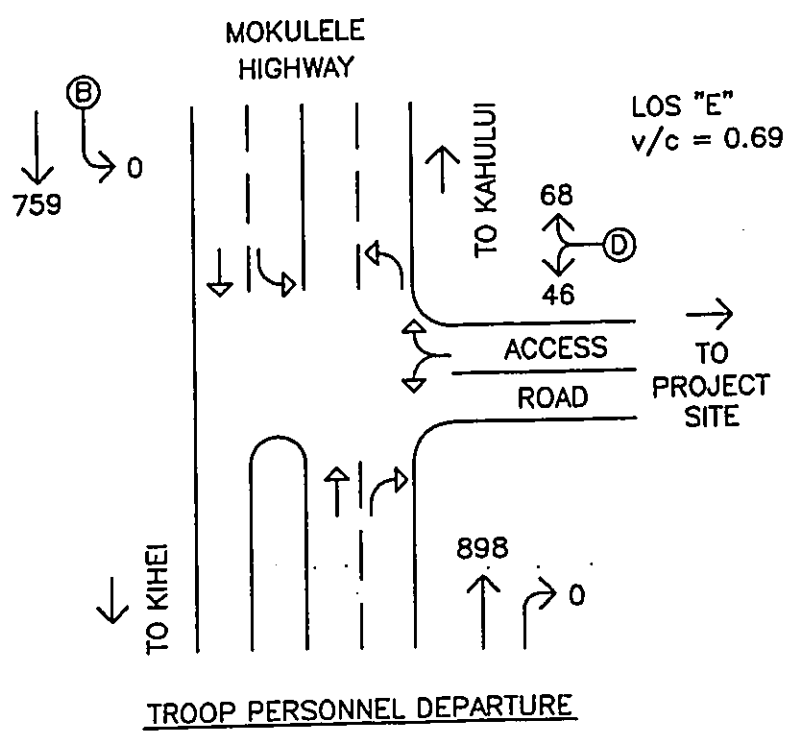 MOKULELE
HIGHWAY
B
0
759
TO KAHULUI
LOS "E"
v/c = 0.69
68
D
46
ACCESS
ROAD
TO
PROJECT
SITE
TO KIHEI
898
0
TROOP PERSONNEL DEPARTURE